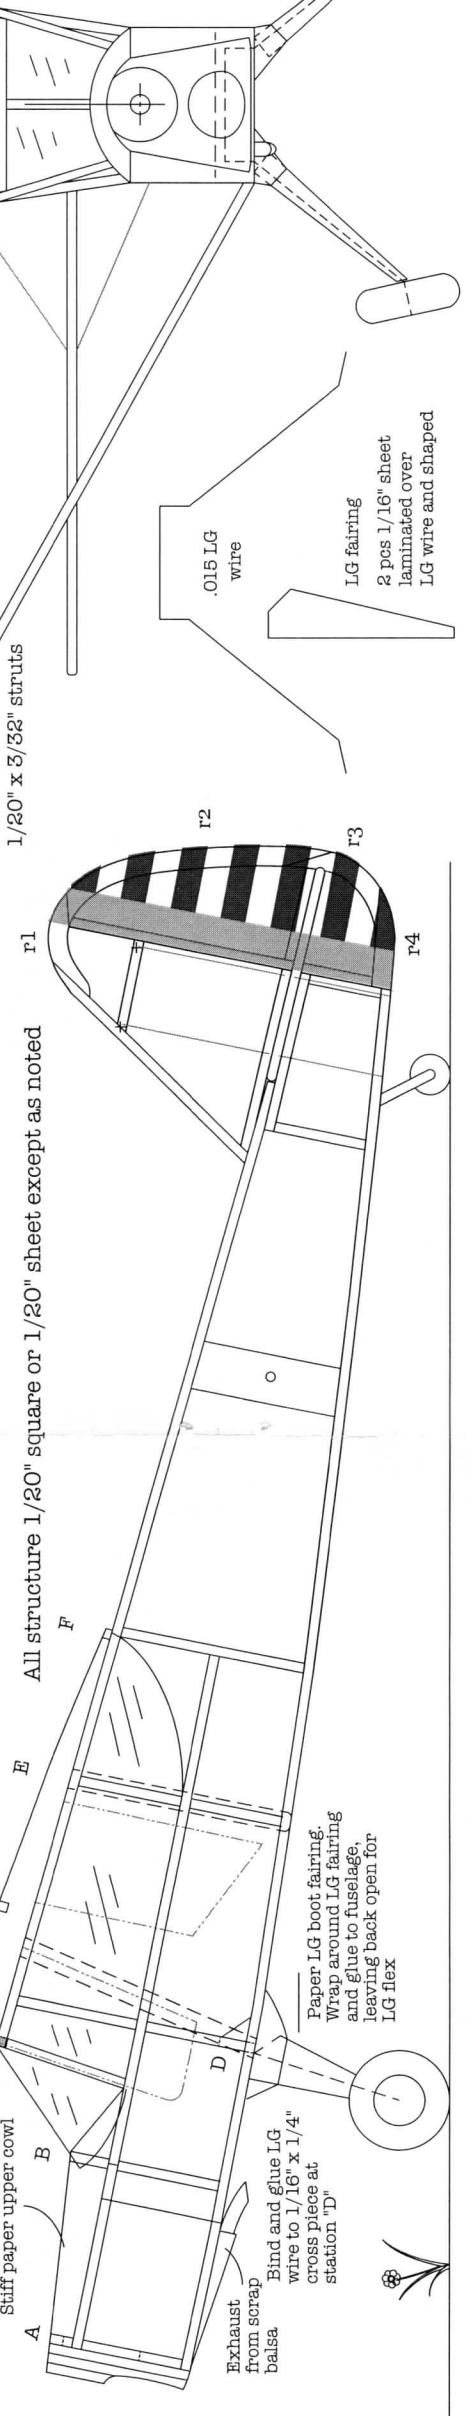 Stiff paper upper cowl
A
B
D
E
F
Exhaust
from scrap
balsa
Bind and glue LG
wire to 1/16" x 1/4"
cross piece at
station "D"
Paper LG boot fairing.
Wrap around LG fairing
and glue to fuselage,
leaving back open for
LG flex
All structure 1/20" square or 1/20" sheet except as noted
r1
r2
r3
r4
1/20" x 3/32" struts
.015 LG
wire
LG fairing
2 pcs 1/16" sheet
laminated over
LG wire and shaped